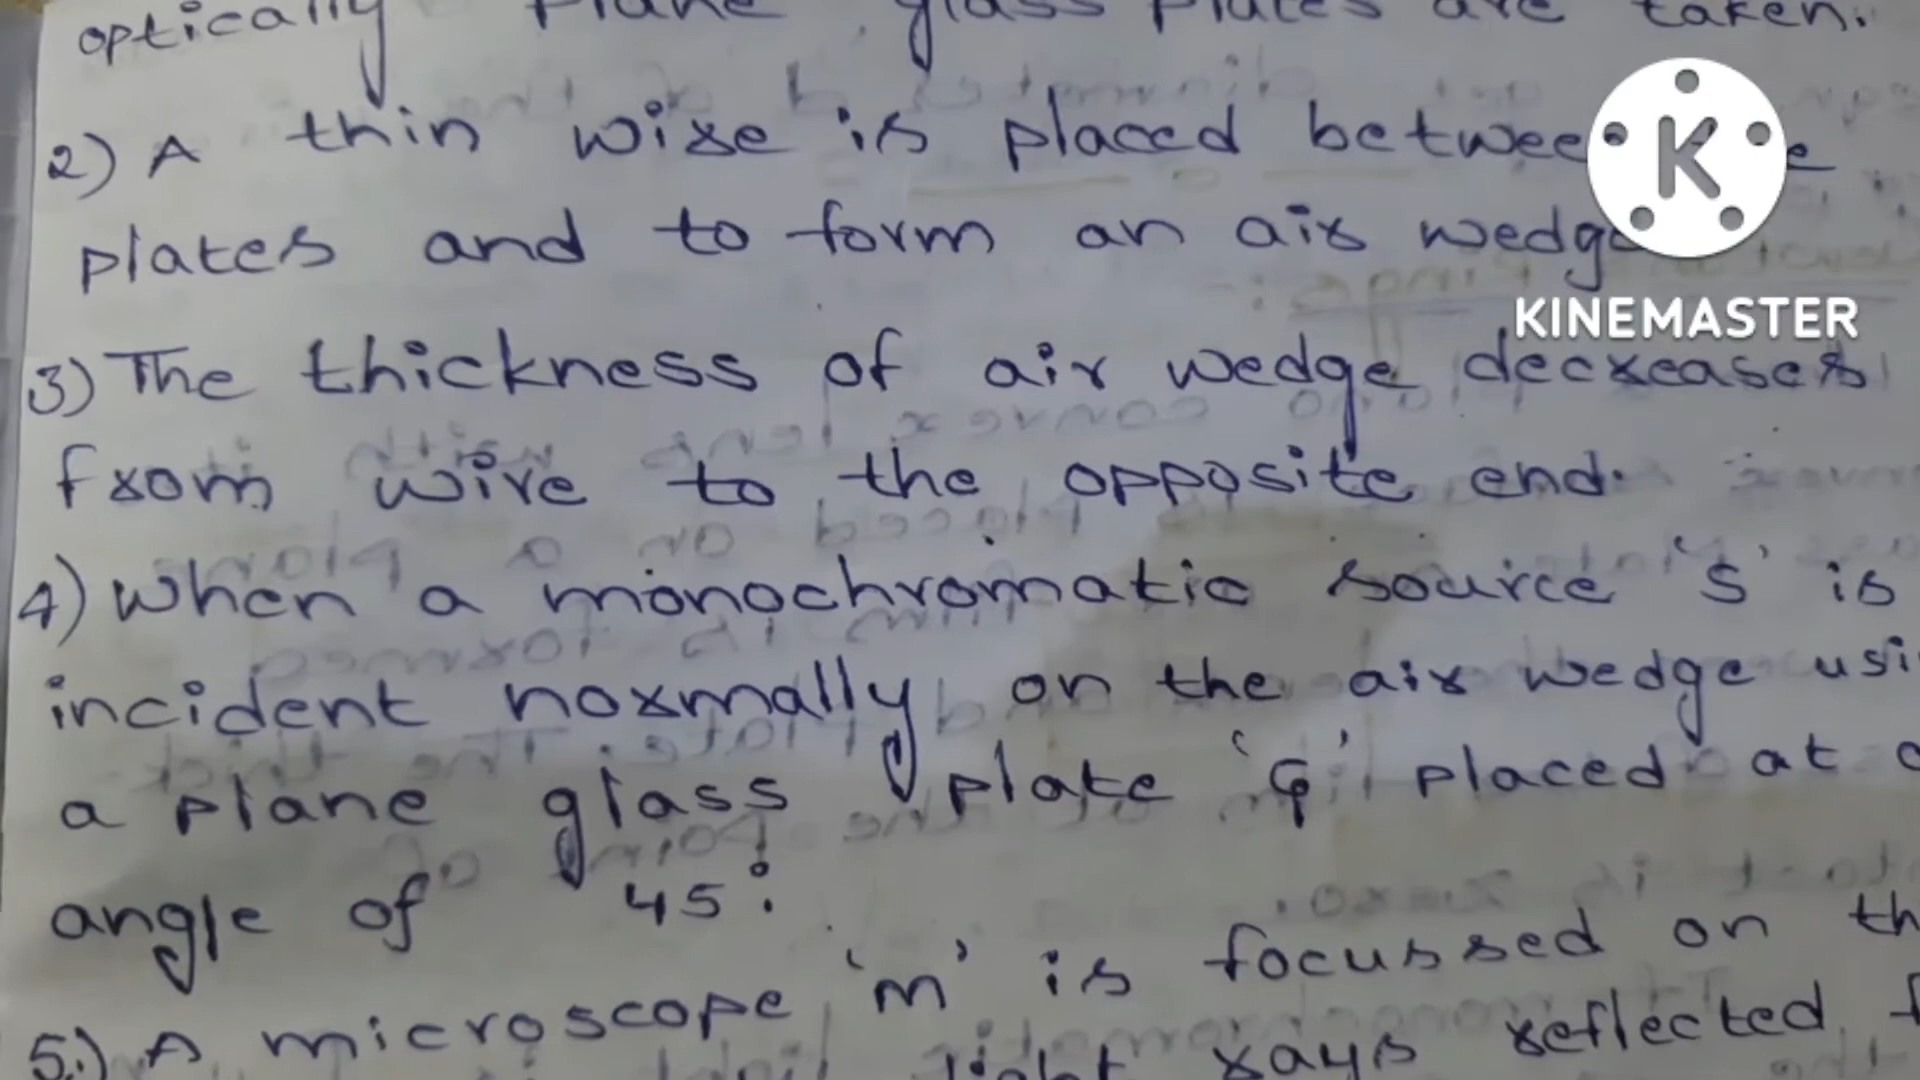 optically plane glass plates are taken.
2) A thin wire is placed between
plates and to form an air wedge
KINEMASTER
3) The thickness of air wedge decreases
from wire to the opposite end.
4) When a monochromatic source 's' is
incident normally on the air wedge usi
a plane glass plate 'G' placed at a
angle of 45°.
5.) A microscope 'm' is focussed on th
light rays reflected f